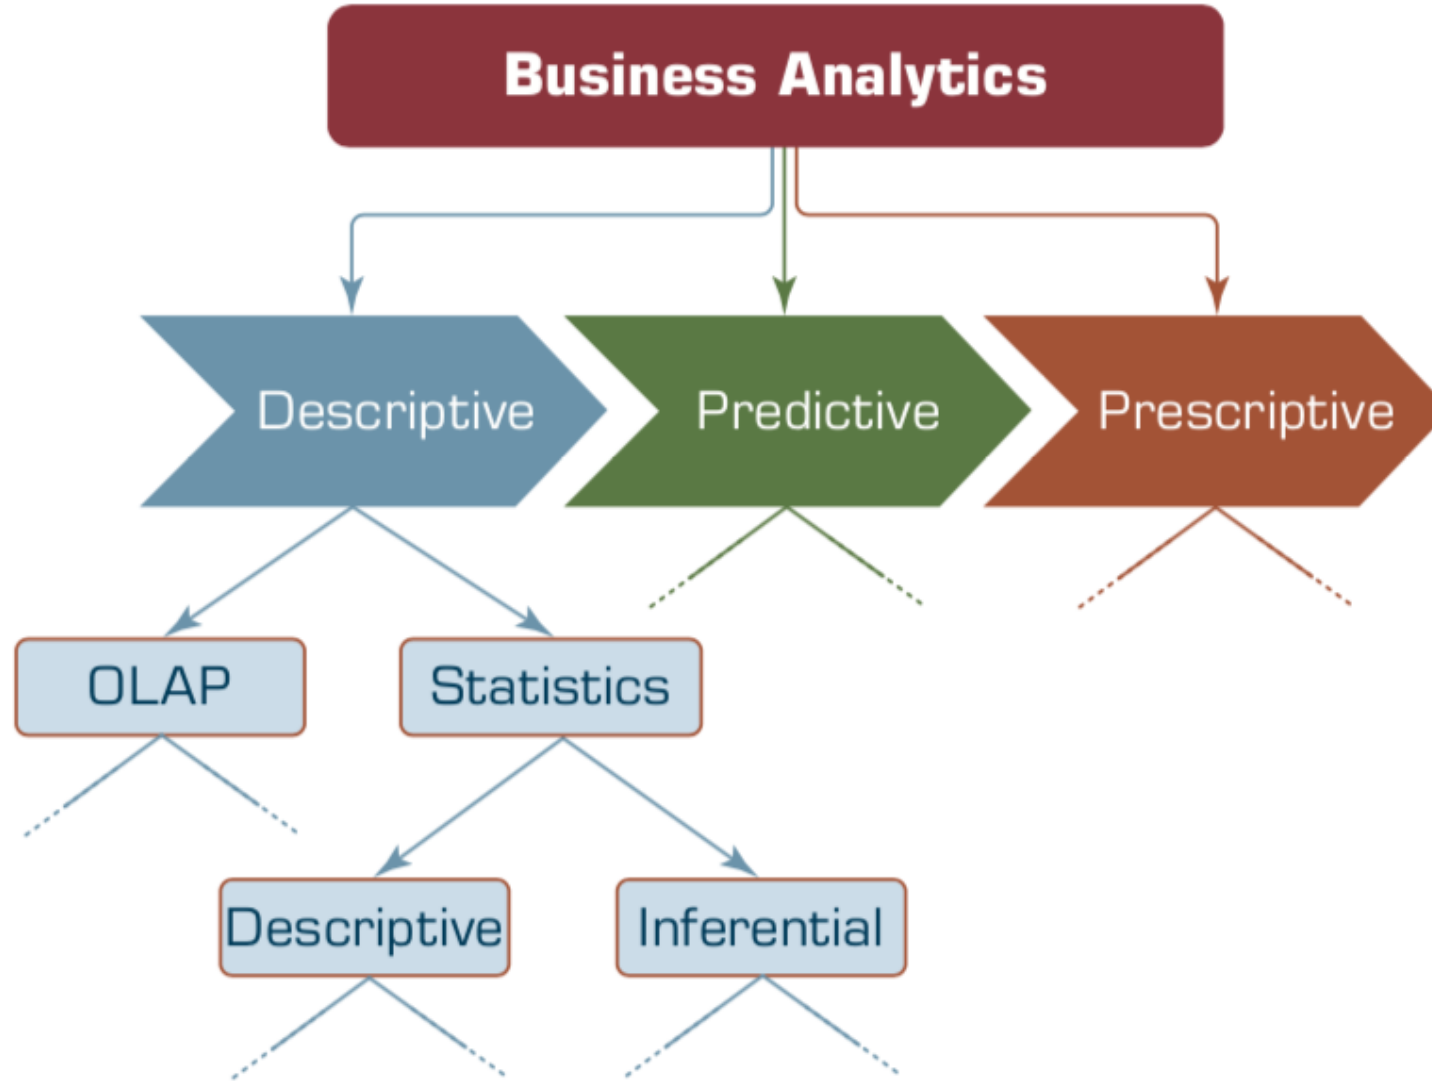 Business Analytics
Descriptive
Predictive
Prescriptive
OLAP
Statistics
Descriptive
Inferential